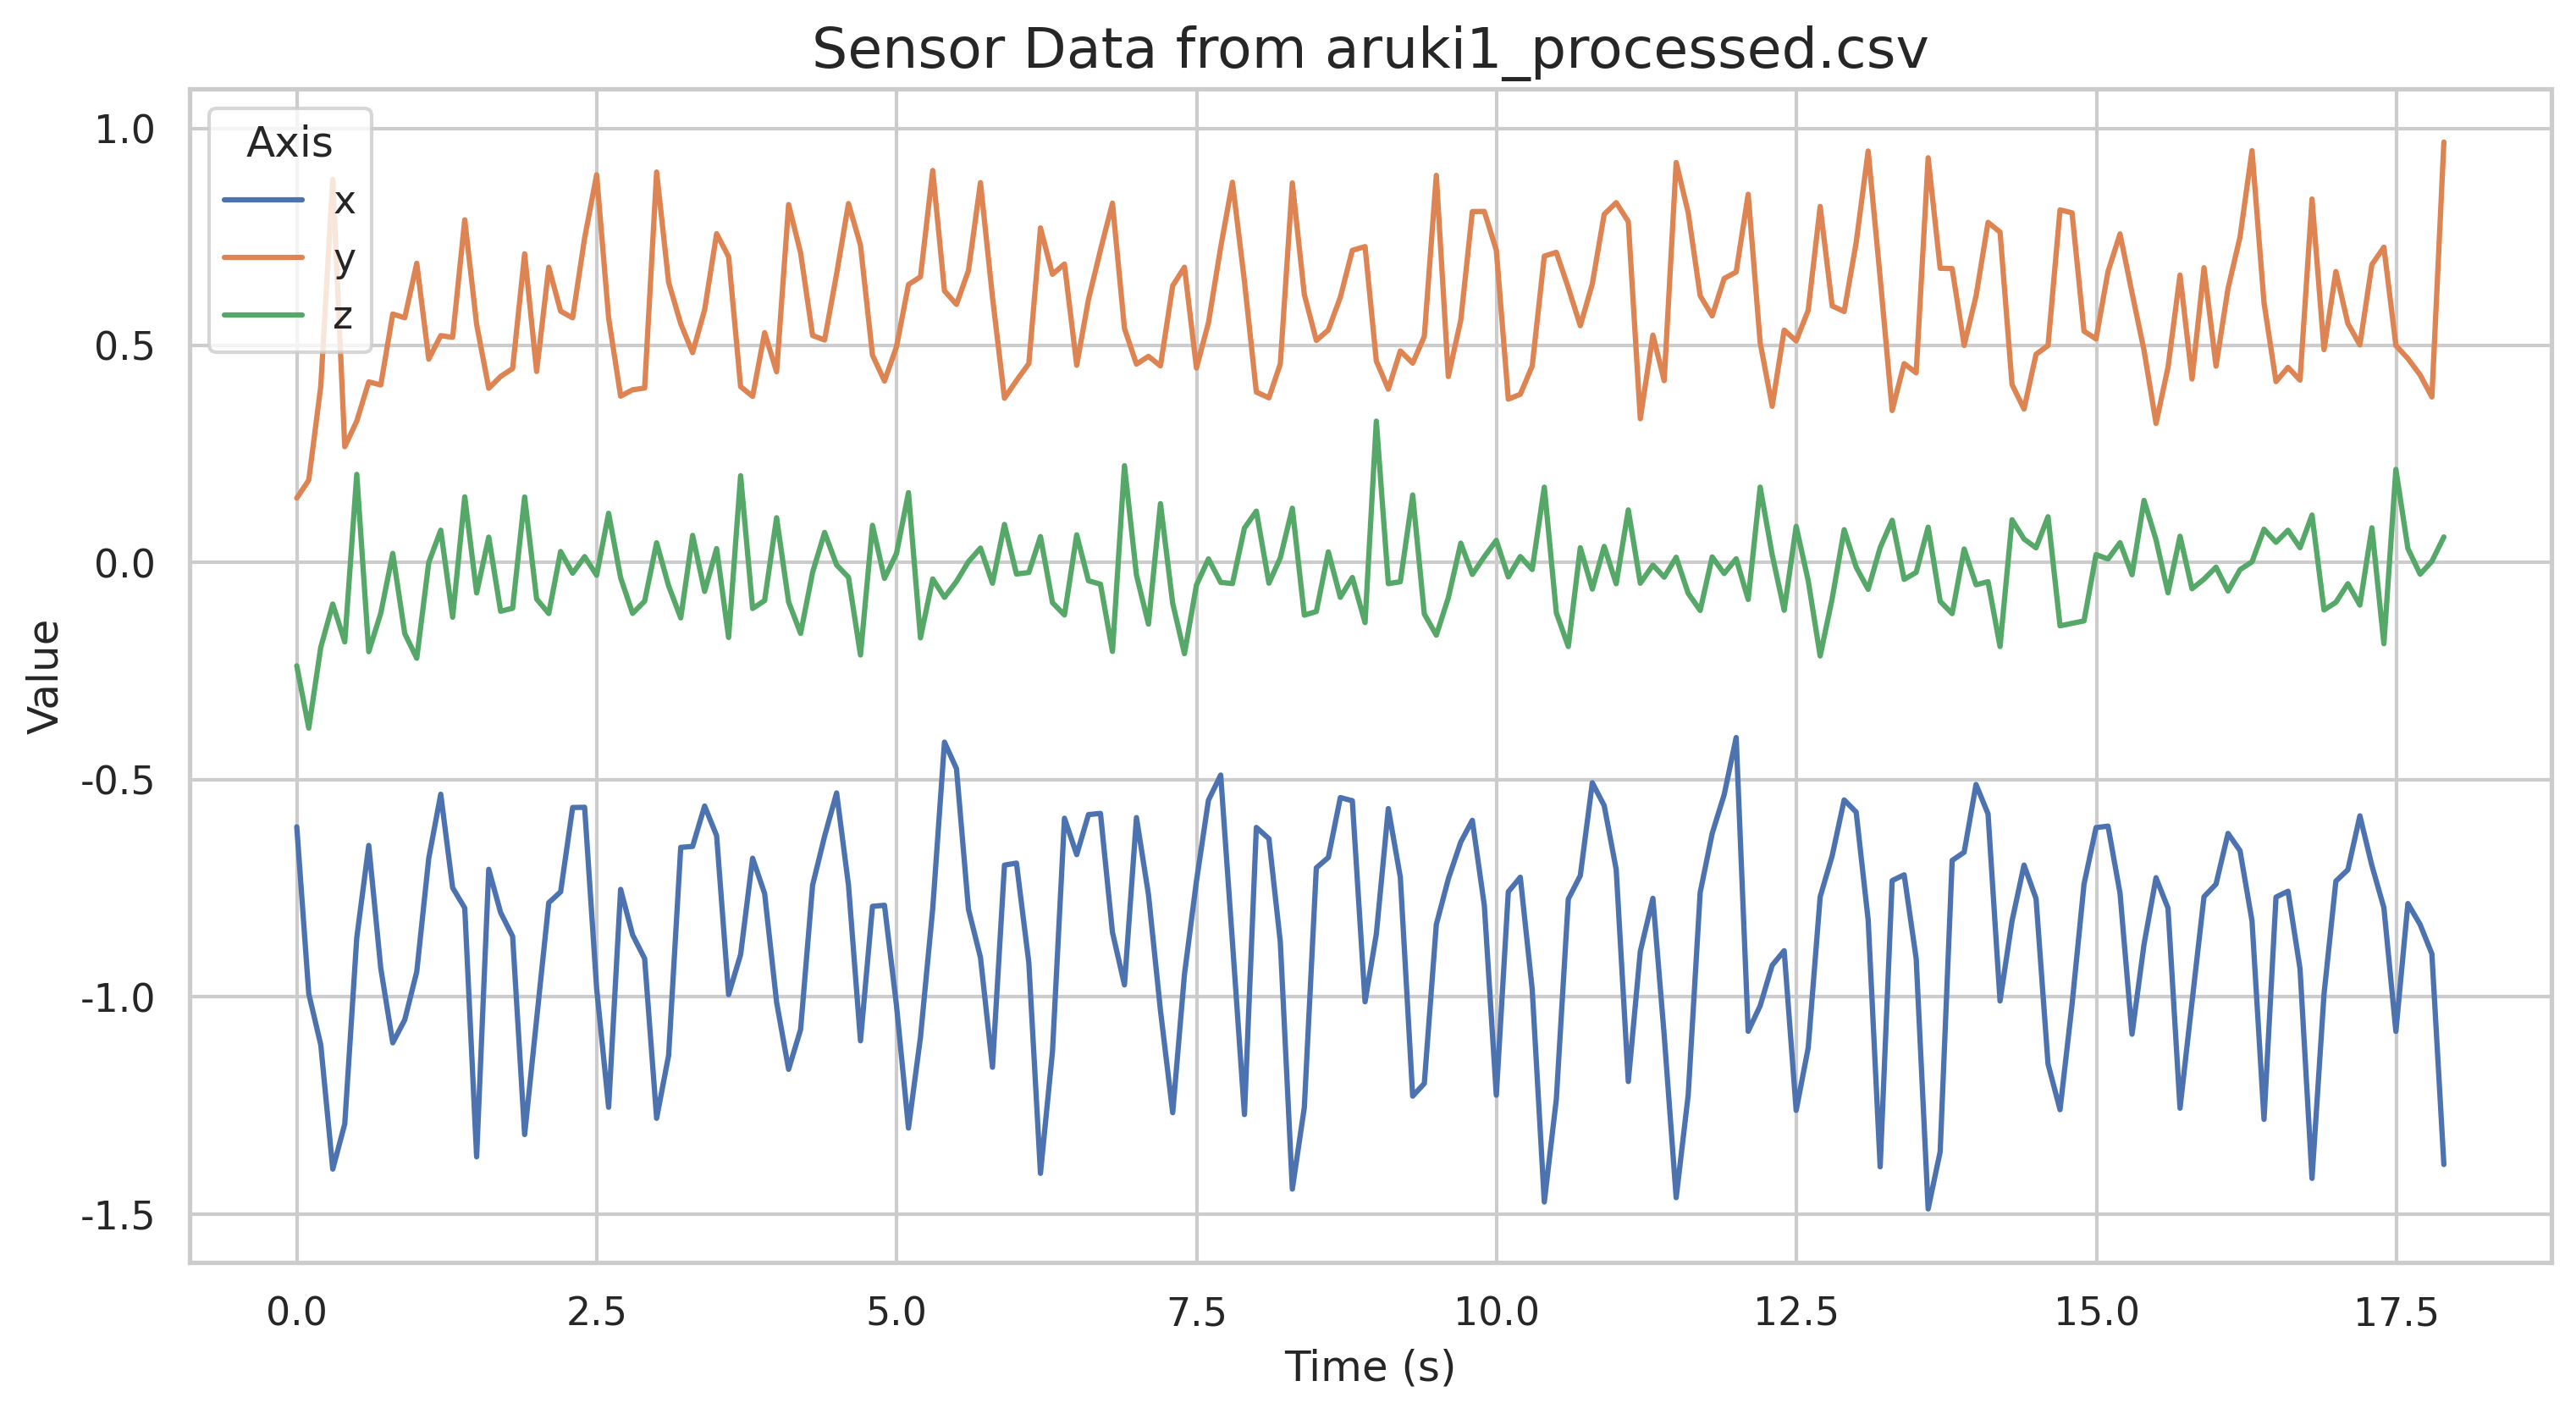 Sensor Data from aruki1_processed.csv
Axis
x
y
z
1.0
0.5
0.0
-0.5
-1.0
-1.5
Value
0.0 2.5 5.0 7.5 10.0 12.5 15.0 17.5
Time (s)